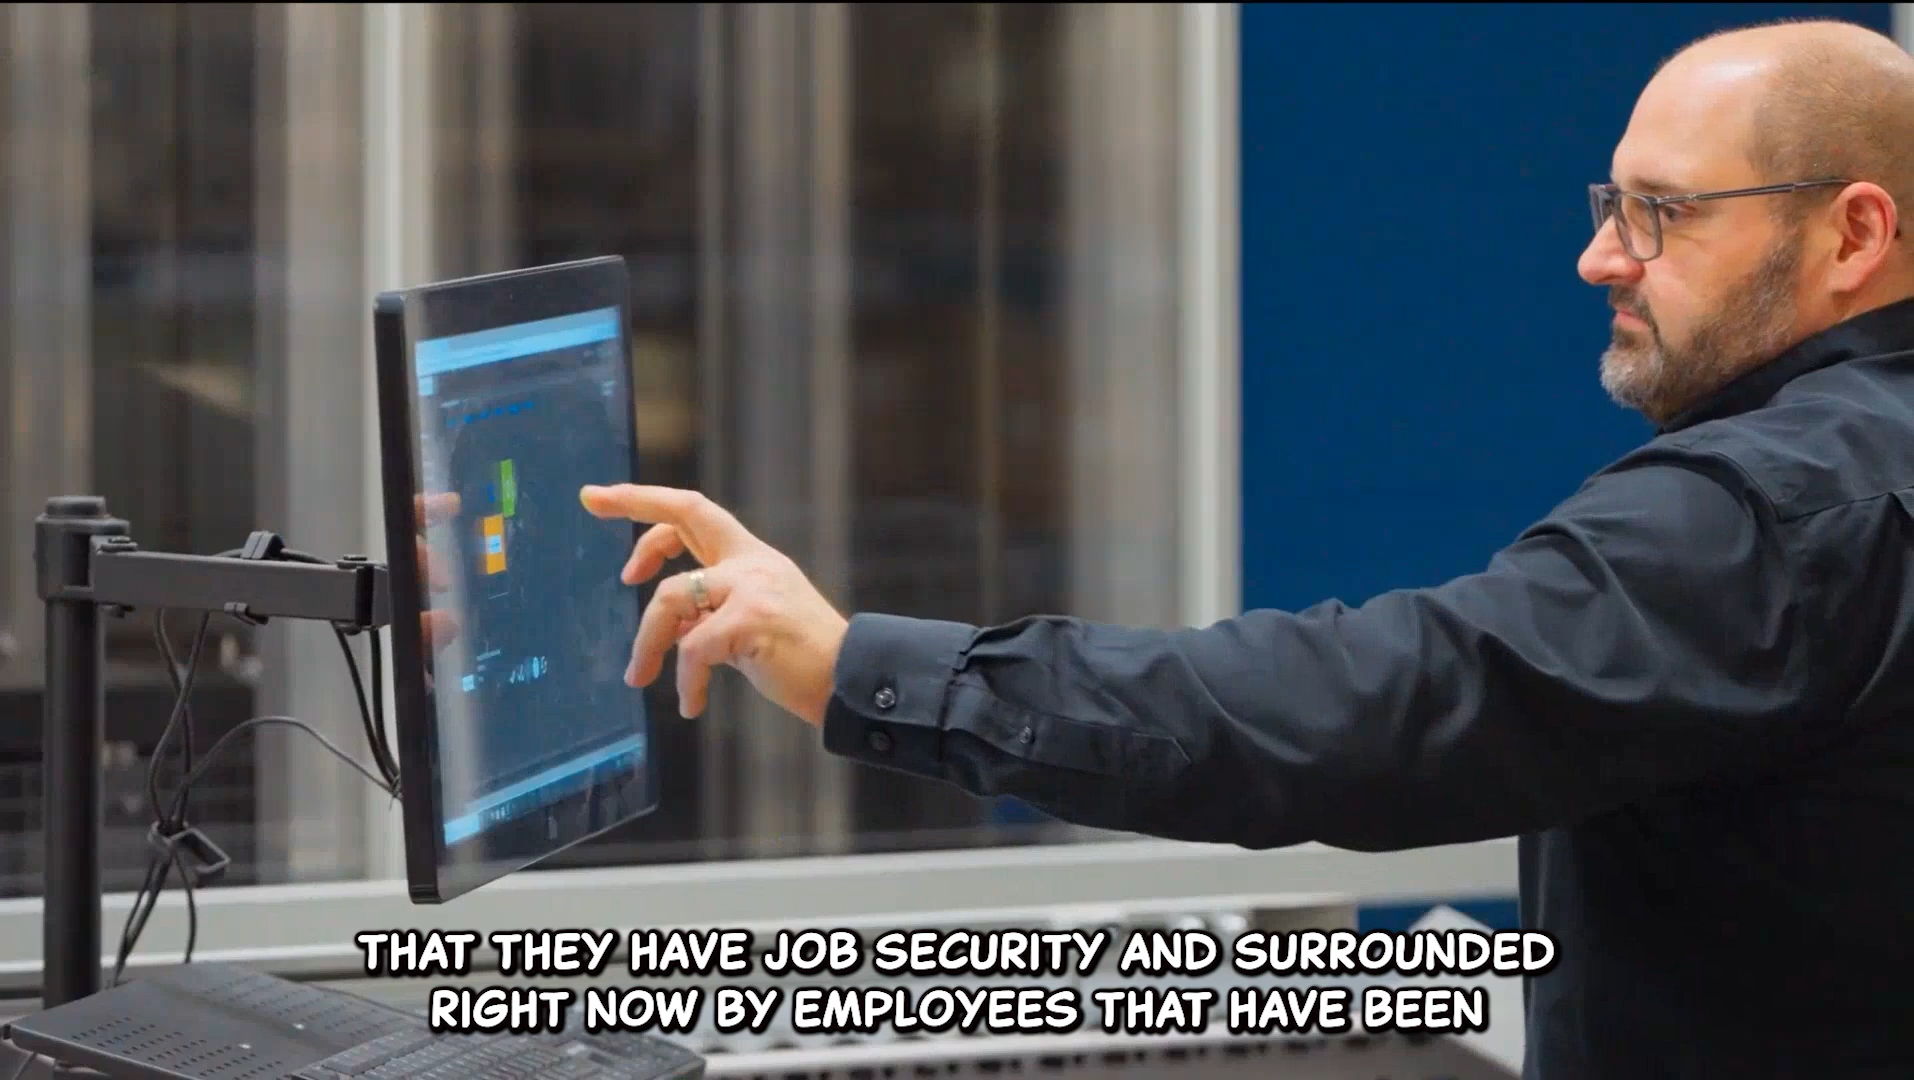 THAT THEY HAVE JOB SECURITY AND SURROUNDED
RIGHT NOW BY EMPLOYEES THAT HAVE BEEN